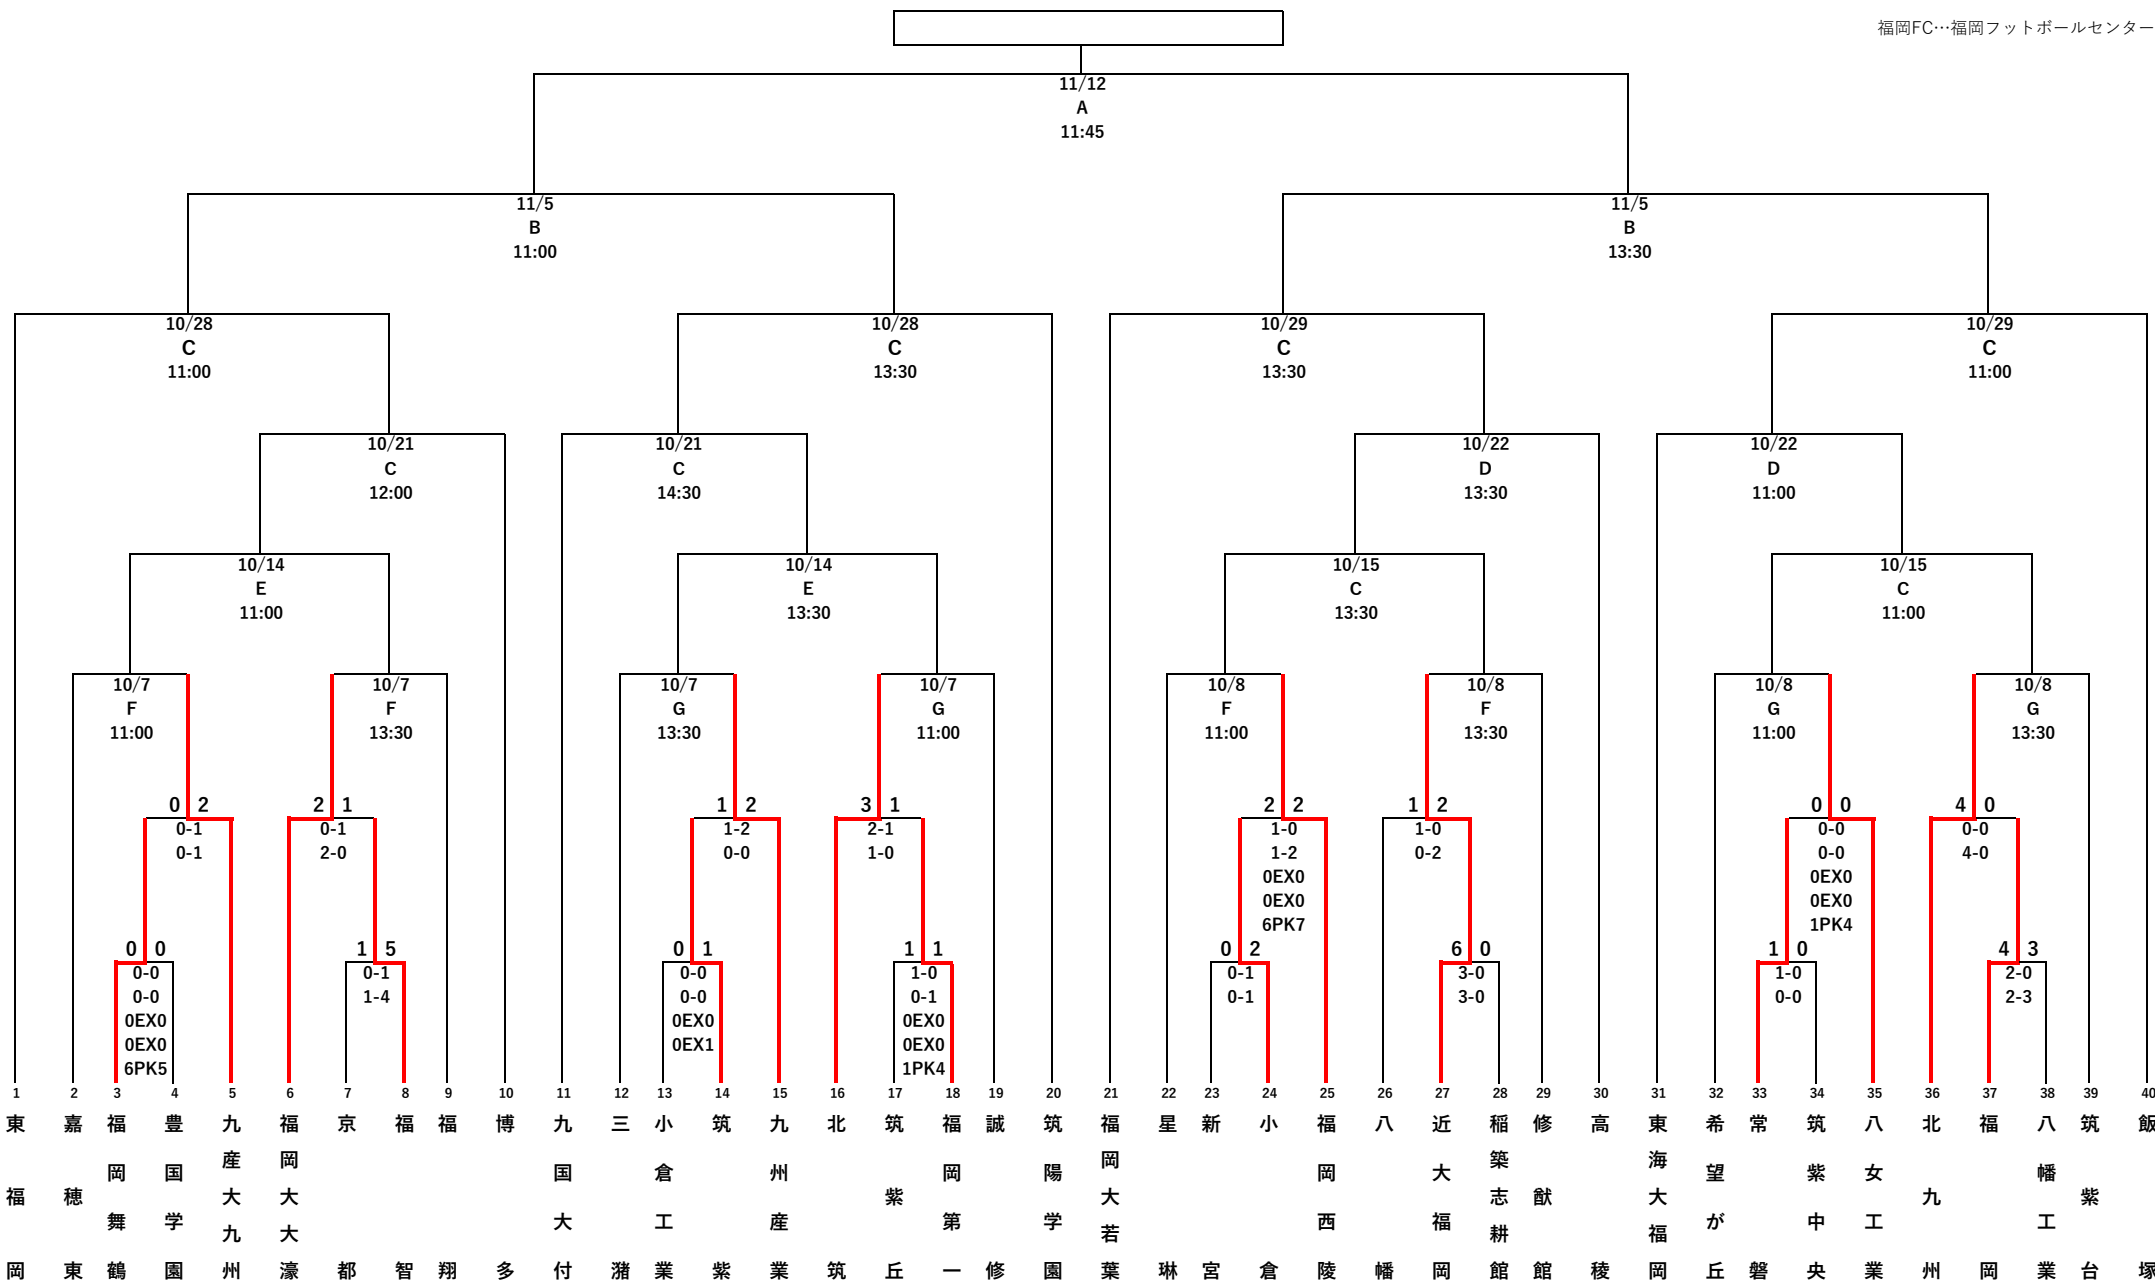 福岡FC…福岡フットボールセンター
11/12
A
11:45
11/5
B
11:00
11/5
B
13:30
10/28
C
11:00
10/28
C
13:30
10/29
C
13:30
10/29
C
11:00
10/21
C
12:00
10/21
C
14:30
10/22
D
13:30
10/22
D
11:00
10/14
E
11:00
10/14
E
13:30
10/15
C
13:30
10/15
C
11:00
10/7
F
11:00
10/7
F
13:30
10/7
G
13:30
10/7
G
11:00
10/8
F
11:00
10/8
F
13:30
10/8
G
11:00
10/8
G
13:30
0 2
0-1
0-1
2 1
0-1
2-0
1 2
1-2
0-0
3 1
2-1
1-0
2 2
1-0
1-2
0EX0
0EX0
6PK7
1 2
1-0
0-2
0 0
0-0
0-0
0EX0
0EX0
1PK4
4 0
0-0
4-0
0 0
0-0
0-0
0EX0
0EX0
6PK5
1 5
0-1
1-4
0 1
0-0
0-0
0EX0
0EX1
1 1
1-0
0-1
0EX0
0EX0
1PK4
0 2
0-1
0-1
6 0
3-0
3-0
1 0
1-0
0-0
4 3
2-0
2-3
1 東福岡
2 嘉穂東
3 福岡舞鶴
4 豊国学園
5 九産大九州
6 福岡大大濠
7 京都
8 福智
9 福翔
10 博多
11 九国大付
12 三潴
13 小倉工業
14 筑紫
15 九州産業
16 北筑
17 筑紫丘
18 福岡第一
19 誠修
20 筑陽学園
21 福岡大若葉
22 星琳
23 新宮
24 小倉
25 福岡西陵
26 八幡
27 近大福岡
28 稲築志耕館
29 修猷館
30 高稜
31 東海大福岡
32 希望が丘
33 常磐
34 筑紫中央
35 八女工業
36 北九州
37 福岡
38 八幡工業
39 筑紫台
40 飯塚